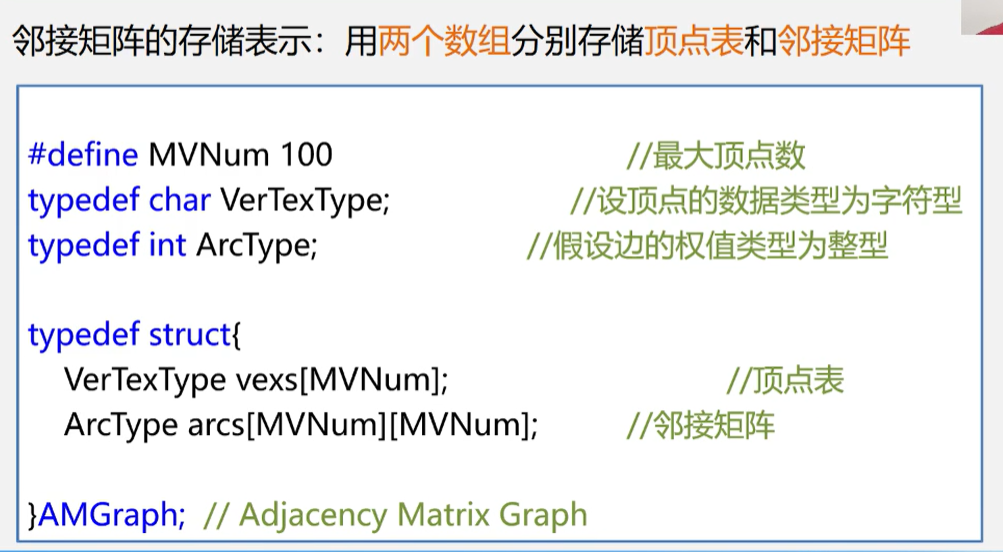 邻接矩阵的存储表示：用两个数组分别存储顶点表和邻接矩阵
#define MVNum 100 //最大顶点数
typedef char VerTexType; //设顶点的数据类型为字符型
typedef int ArcType; //假设边的权值类型为整型
typedef struct{
VerTexType vexs[MVNum]; //顶点表
ArcType arcs[MVNum][MVNum]; //邻接矩阵
}AMGraph; // Adjacency Matrix Graph